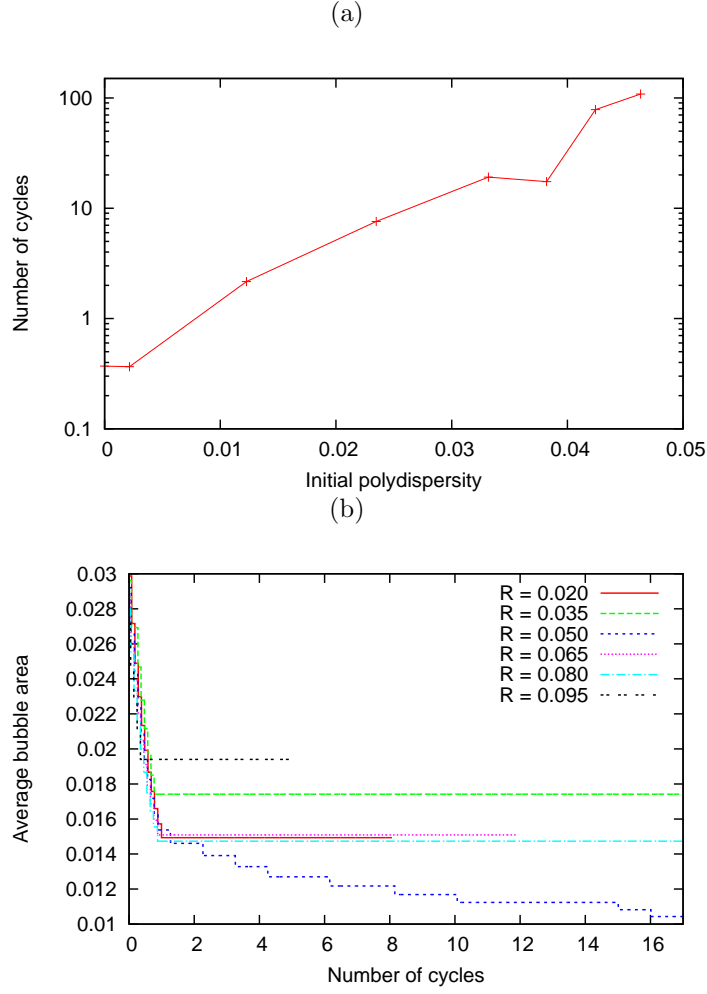 (a)
100
10
1
0.1
Number of cycles
0 0.01 0.02 0.03 0.04 0.05
Initial polydispersity
(b)
0.03
0.028
0.026
0.024
0.022
0.02
0.018
0.016
0.014
0.012
0.01
Average bubble area
R = 0.020
R = 0.035
R = 0.050
R = 0.065
R = 0.080
R = 0.095
0 2 4 6 8 10 12 14 16
Number of cycles